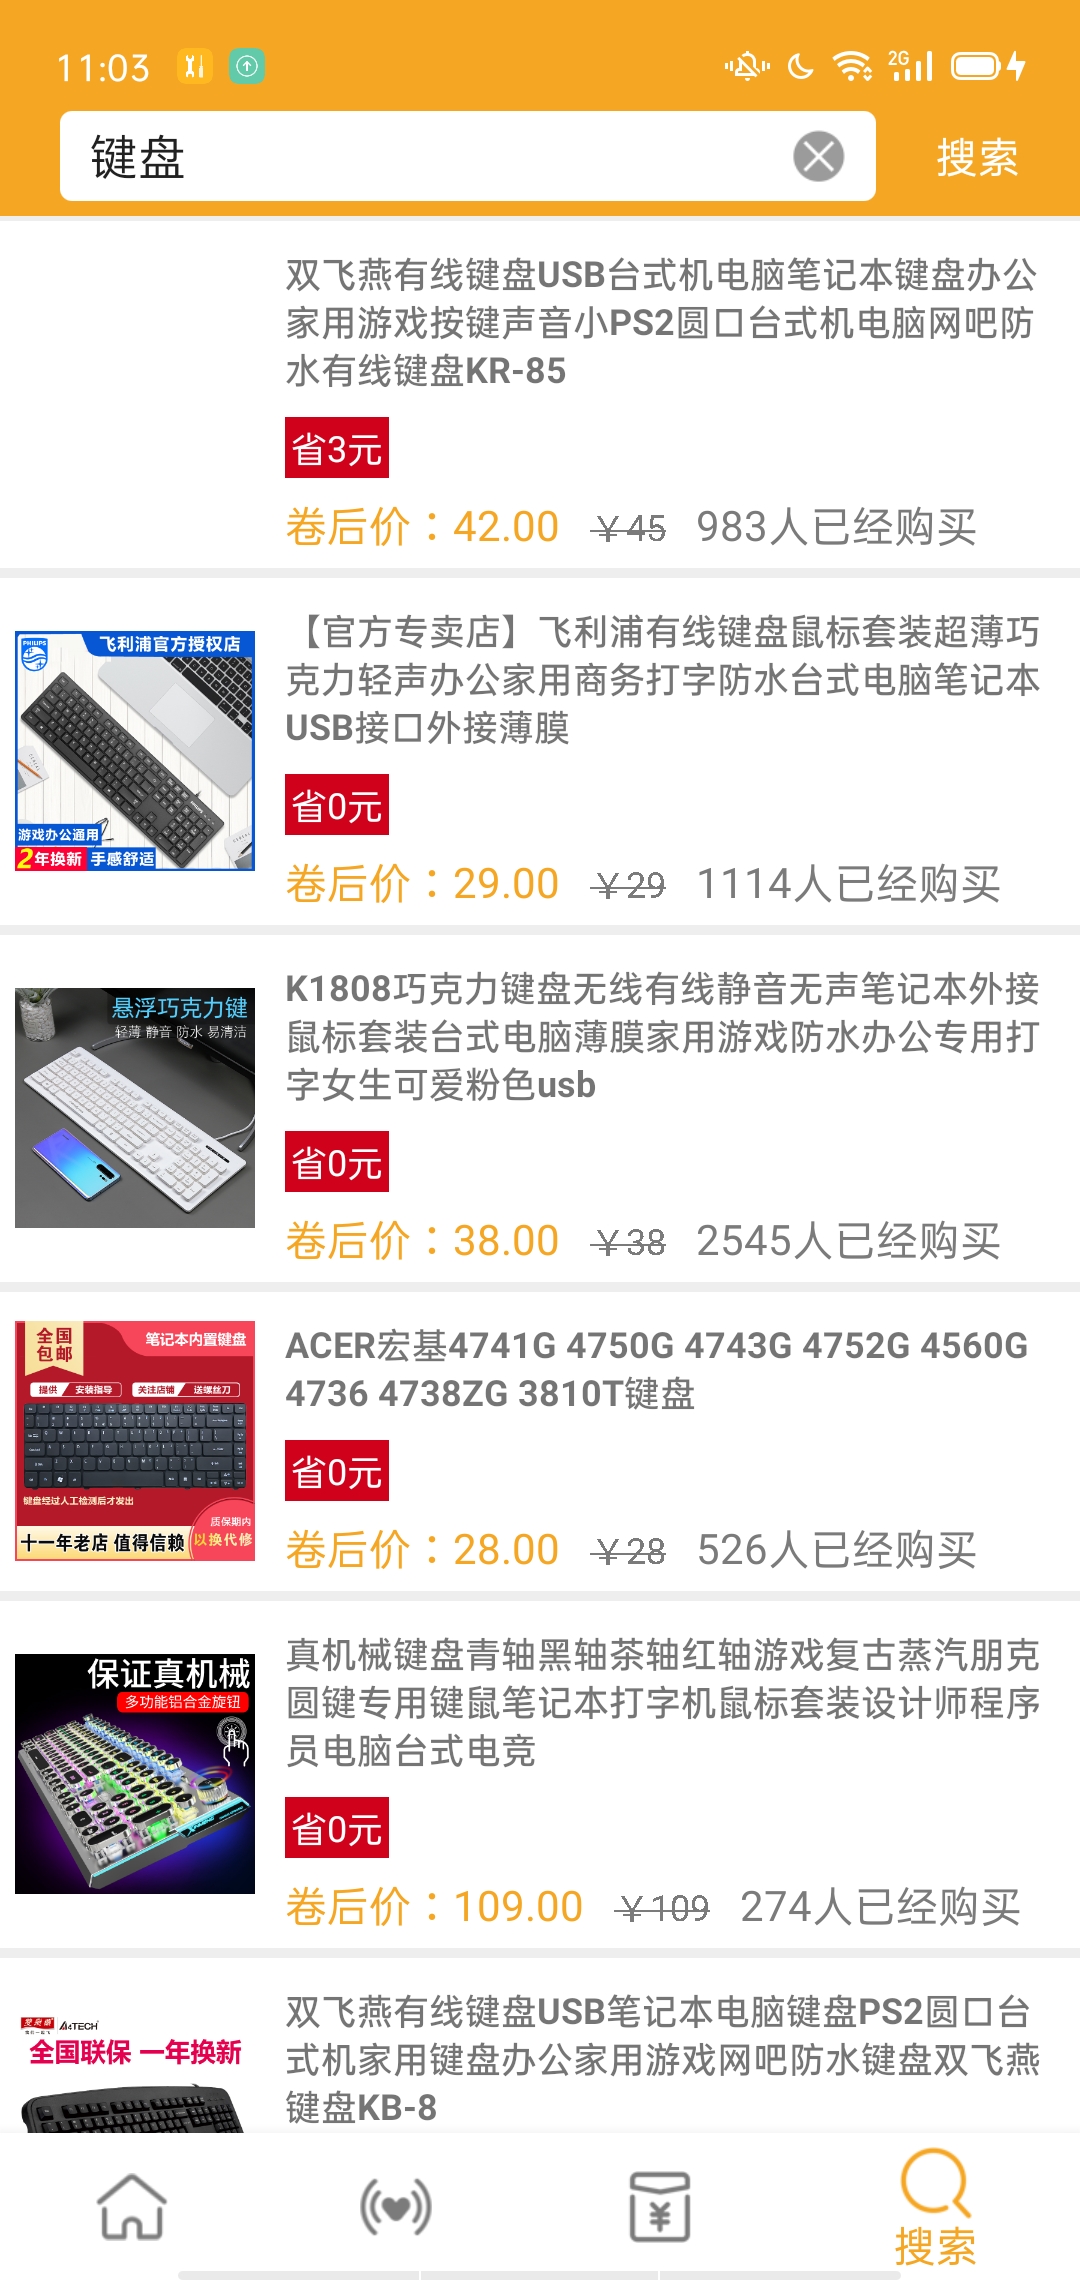 11:03
2G
键盘
搜索
双飞燕有线键盘USB台式机电脑笔记本键盘办公
家用游戏按键声音小PS2圆口台式机电脑网吧防
水有线键盘KR-85
省3元
卷后价：42.00 ￥45 983人已经购买
PHILIPS
飞利浦官方授权店
游戏办公通用
2年换新 手感舒适
【官方专卖店】飞利浦有线键盘鼠标套装超薄巧
克力轻声办公家用商务打字防水台式电脑笔记本
USB接口外接薄膜
省0元
卷后价：29.00 ￥29 1114人已经购买
悬浮巧克力键
轻薄 静音 防水 易清洁
K1808巧克力键盘无线有线静音无声笔记本外接
鼠标套装台式电脑薄膜家用游戏防水办公专用打
字女生可爱粉色usb
省0元
卷后价：38.00 ￥38 2545人已经购买
全国
包邮
笔记本内置键盘
提供 安装指导 关注店铺 送螺丝刀
键盘经过人工检测后才发出
质保期内
以换代修
十一年老店 值得信赖
ACER宏基4741G 4750G 4743G 4752G 4560G
4736 4738ZG 3810T键盘
省0元
卷后价：28.00 ￥28 526人已经购买
保证真机械
多功能铝合金旋钮
真机械键盘青轴黑轴茶轴红轴游戏复古蒸汽朋克
圆键专用键鼠笔记本打字机鼠标套装设计师程序
员电脑台式电竞
省0元
卷后价：109.00 ￥109 274人已经购买
双飞燕 A4TECH
全国联保 一年换新
双飞燕有线键盘USB笔记本电脑键盘PS2圆口台
式机家用键盘办公家用游戏网吧防水键盘双飞燕
键盘KB-8
搜索